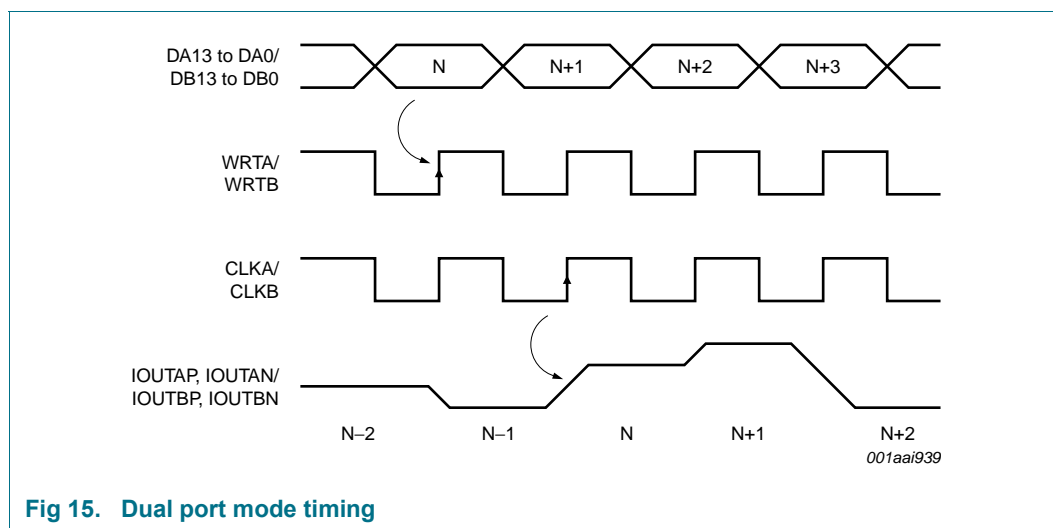 DA13 to DA0/
DB13 to DB0
N
N+1
N+2
N+3
WRTA/
WRTB
CLKA/
CLKB
IOUTAP, IOUTAN/
IOUTBP, IOUTBN
N−2
N−1
N
N+1
N+2
001aai939
Fig 15. Dual port mode timing